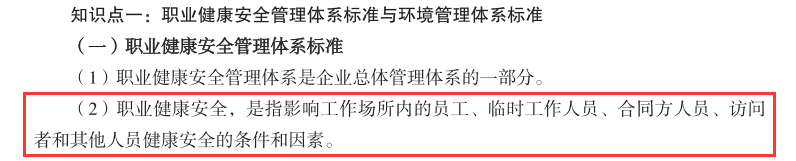 知识点一：职业健康安全管理体系标准与环境管理体系标准
（一）职业健康安全管理体系标准
（1）职业健康安全管理体系是企业总体管理体系的一部分。
（2）职业健康安全，是指影响工作场所内的员工、临时工作人员、合同方人员、访问
者和其他人员健康安全的条件和因素。